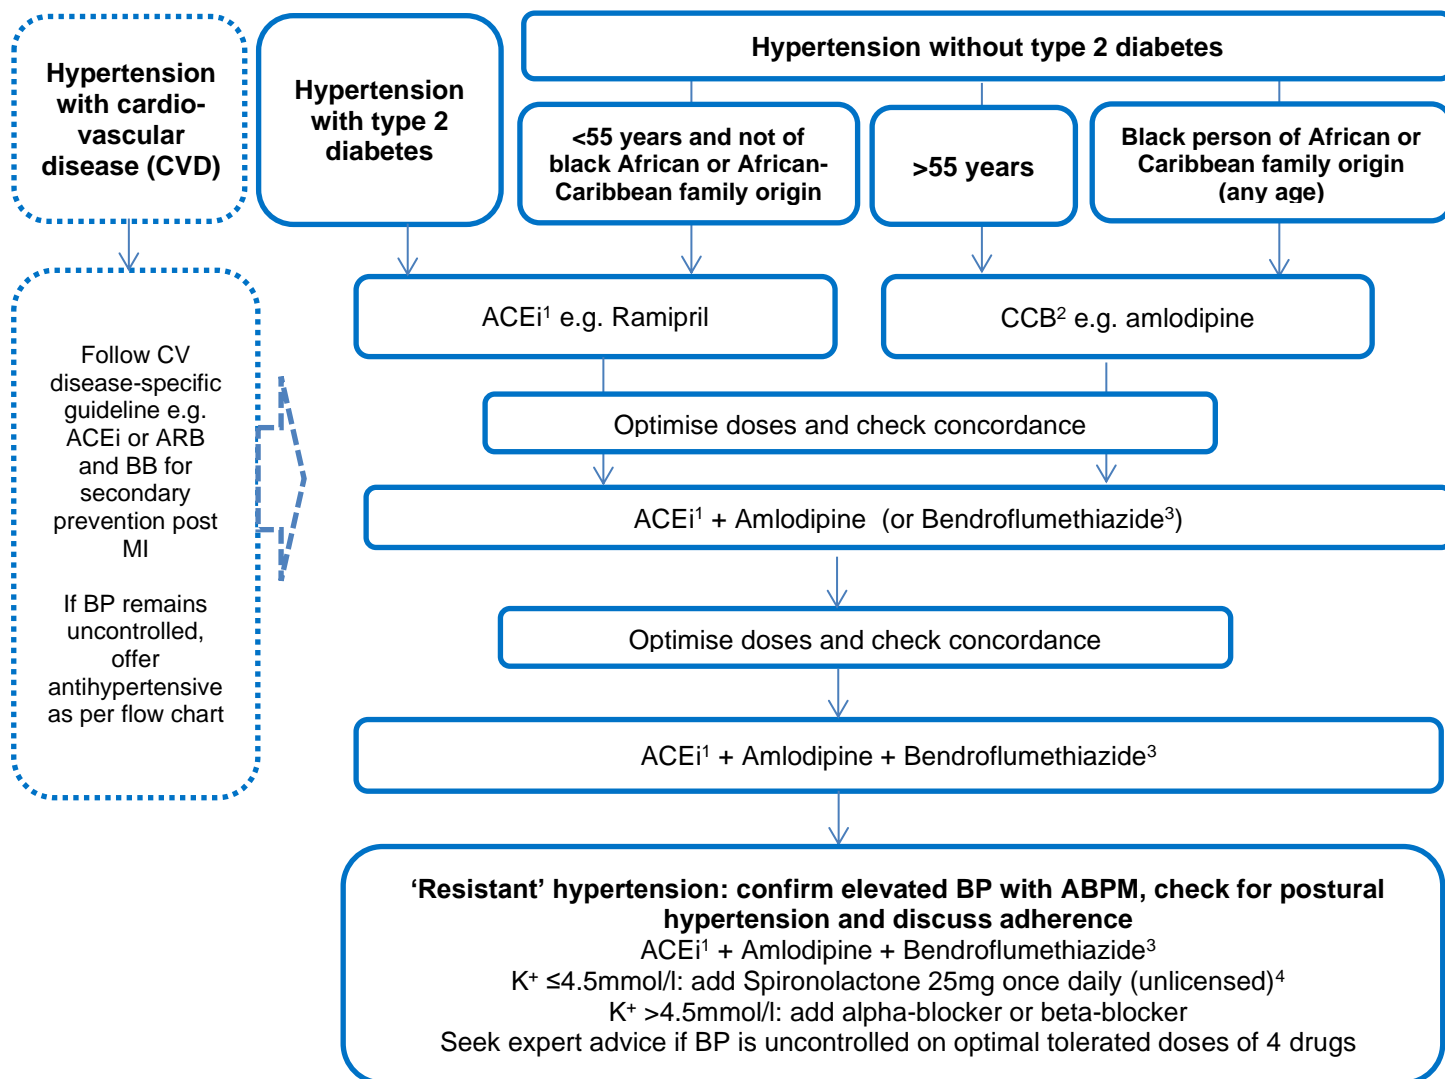 Hypertension
with cardio-
vascular
disease (CVD)
Hypertension
with type 2
diabetes
Hypertension without type 2 diabetes
<55 years and not of
black African or African-
Caribbean family origin
>55 years
Black person of African or
Caribbean family origin
(any age)
Follow CV
disease-specific
guideline e.g.
ACEi or ARB
and BB for
secondary
prevention post
MI
If BP remains
uncontrolled,
offer
antihypertensive
as per flow chart
ACEi¹ e.g. Ramipril
CCB² e.g. amlodipine
Optimise doses and check concordance
ACEi¹ + Amlodipine (or Bendroflumethiazide³)
Optimise doses and check concordance
ACEi¹ + Amlodipine + Bendroflumethiazide³
‘Resistant’ hypertension: confirm elevated BP with ABPM, check for postural
hypertension and discuss adherence
ACEi¹ + Amlodipine + Bendroflumethiazide³
K⁺ ≤4.5mmol/l: add Spironolactone 25mg once daily (unlicensed)⁴
K⁺ >4.5mmol/l: add alpha-blocker or beta-blocker
Seek expert advice if BP is uncontrolled on optimal tolerated doses of 4 drugs